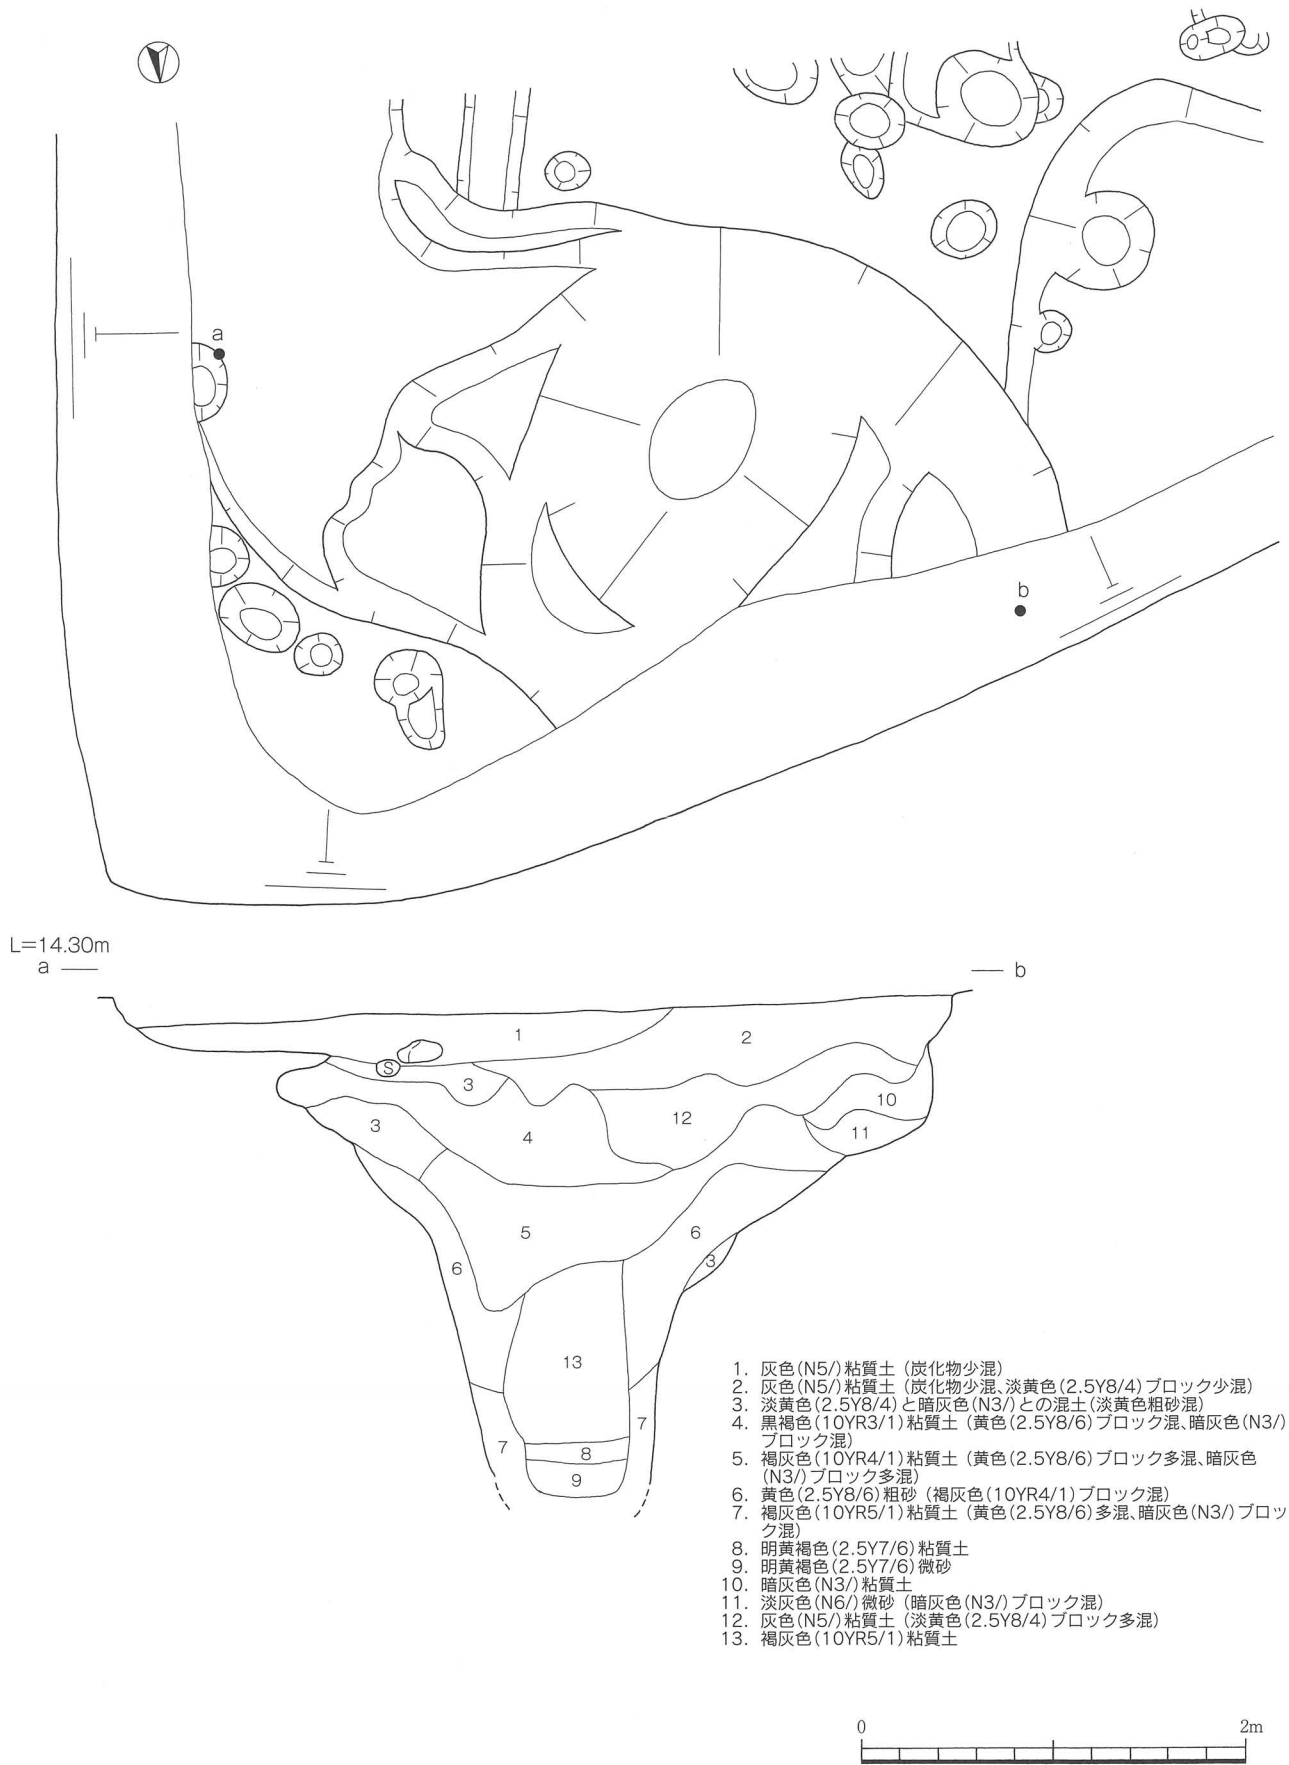 a
b
L=14.30m
a
b
1
2
S
3
10
12
3
4
11
5
6
3
6
13
7
7
8
9
1. 灰色(N5/)粘質土(炭化物少混)
2. 灰色(N5/)粘質土(炭化物少混、淡黄色(2.5Y8/4)ブロック少混)
3. 淡黄色(2.5Y8/4)と暗灰色(N3/)との混土(淡黄色粗砂混)
4. 黒褐色(10YR3/1)粘質土(黄色(2.5Y8/6)ブロック混、暗灰色(N3/)
ブロック混)
5. 褐灰色(10YR4/1)粘質土(黄色(2.5Y8/6)ブロック多混、暗灰色
(N3/)ブロック多混)
6. 黄色(2.5Y8/6)粗砂(褐灰色(10YR4/1)ブロック混)
7. 褐灰色(10YR5/1)粘質土(黄色(2.5Y8/6)多混、暗灰色(N3/)ブロッ
ク混)
8. 明黄褐色(2.5Y7/6)粘質土
9. 明黄褐色(2.5Y7/6)微砂
10. 暗灰色(N3/)粘質土
11. 淡灰色(N6/)微砂(暗灰色(N3/)ブロック混)
12. 灰色(N5/)粘質土(淡黄色(2.5Y8/4)ブロック多混)
13. 褐灰色(10YR5/1)粘質土
0
2m